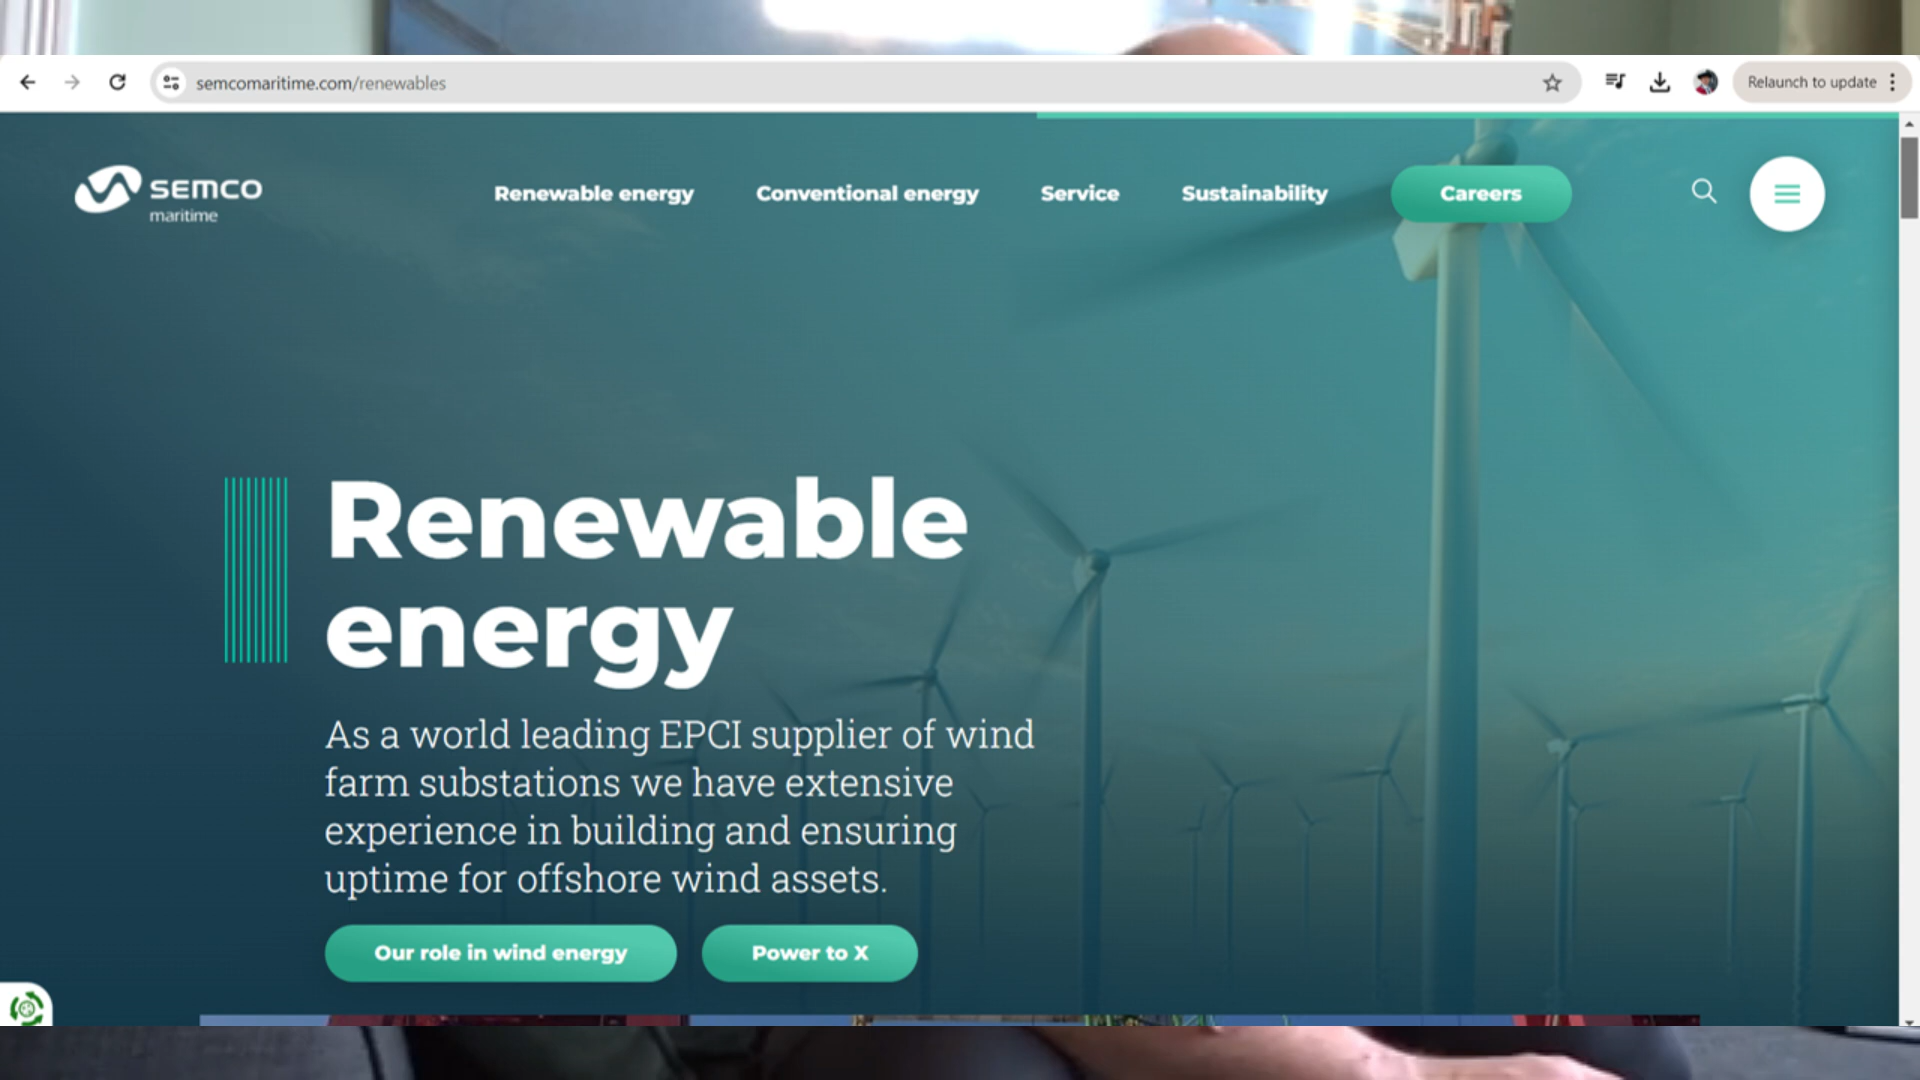 semcomaritime.com/renewables
Relaunch to update
SEMCO
maritime
Renewable energy
Conventional energy
Service
Sustainability
Careers
Renewable
energy
As a world leading EPCI supplier of wind
farm substations we have extensive
experience in building and ensuring
uptime for offshore wind assets.
Our role in wind energy
Power to X